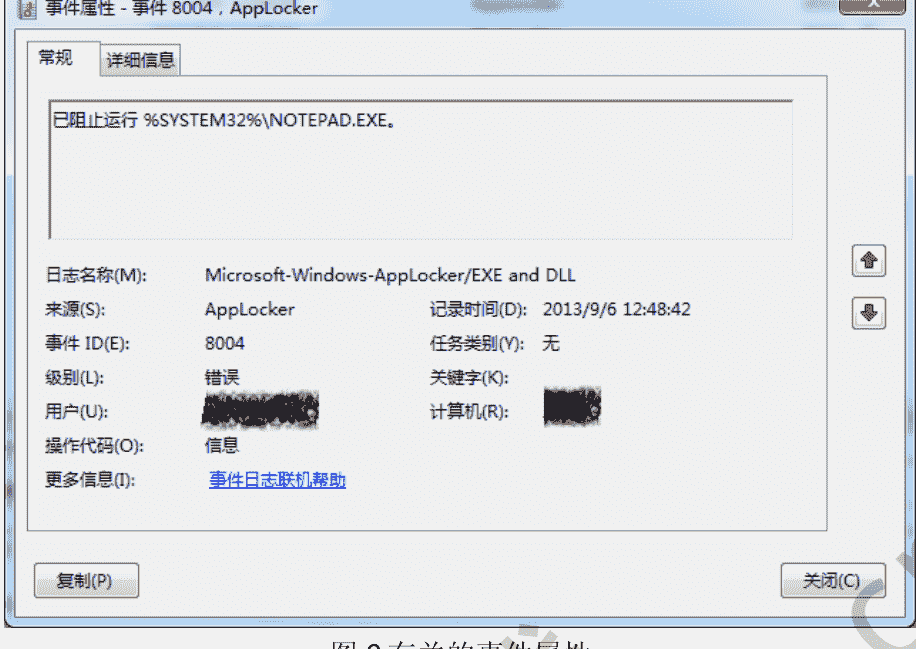 事件属性 - 事件 8004，AppLocker
常规
详细信息
已阻止运行 %SYSTEM32%\NOTEPAD.EXE。
日志名称(M): Microsoft-Windows-AppLocker/EXE and DLL
来源(S): AppLocker 记录时间(D): 2013/9/6 12:48:42
事件 ID(E): 8004 任务类别(Y): 无
级别(L): 错误 关键字(K):
用户(U): 计算机(R):
操作代码(O): 信息
更多信息(I): 事件日志联机帮助
复制(P) 关闭(C)